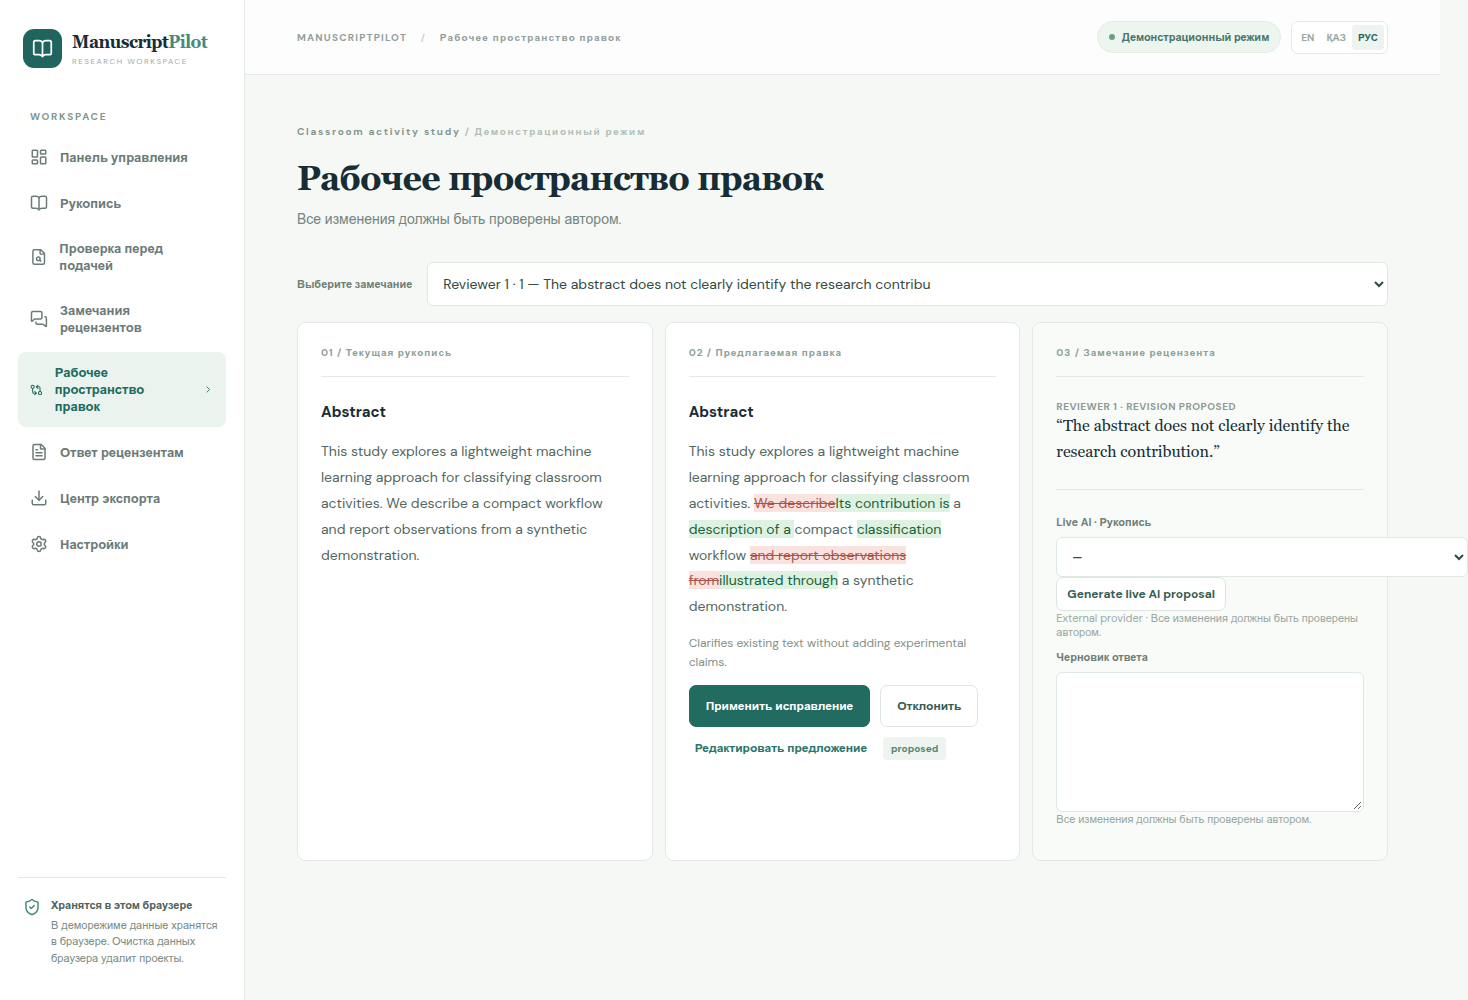 ManuscriptPilot
RESEARCH WORKSPACE
WORKSPACE
Панель управления
Рукопись
Проверка перед
подачей
Замечания
рецензентов
Рабочее
пространство
правок
Ответ рецензентам
Центр экспорта
Настройки
Хранятся в этом браузере
В деморежиме данные хранятся
в браузере. Очистка данных
браузера удалит проекты.
MANUSCRIPTPILOT / Рабочее пространство правок
Демонстрационный режим
EN ҚАЗ РУС
Classroom activity study / Демонстрационный режим
Рабочее пространство правок
Все изменения должны быть проверены автором.
Выберите замечание
Reviewer 1 · 1 — The abstract does not clearly identify the research contribu
01 / Текущая рукопись
Abstract
This study explores a lightweight machine
learning approach for classifying classroom
activities. We describe a compact workflow
and report observations from a synthetic
demonstration.
02 / Предлагаемая правка
Abstract
This study explores a lightweight machine
learning approach for classifying classroom
activities. We describeIts contribution is a
description of a compact classification
workflow and report observations
fromillustrated through a synthetic
demonstration.
Clarifies existing text without adding experimental
claims.
Применить исправление
Отклонить
Редактировать предложение
proposed
03 / Замечание рецензента
REVIEWER 1 · REVISION PROPOSED
“The abstract does not clearly identify the
research contribution.”
Live AI · Рукопись
—
Generate live AI proposal
External provider · Все изменения должны быть проверены
автором.
Черновик ответа
Все изменения должны быть проверены автором.